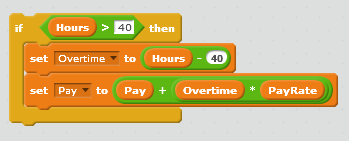 if Hours > 40 then
set Overtime to Hours - 40
set Pay to Pay + Overtime * PayRate